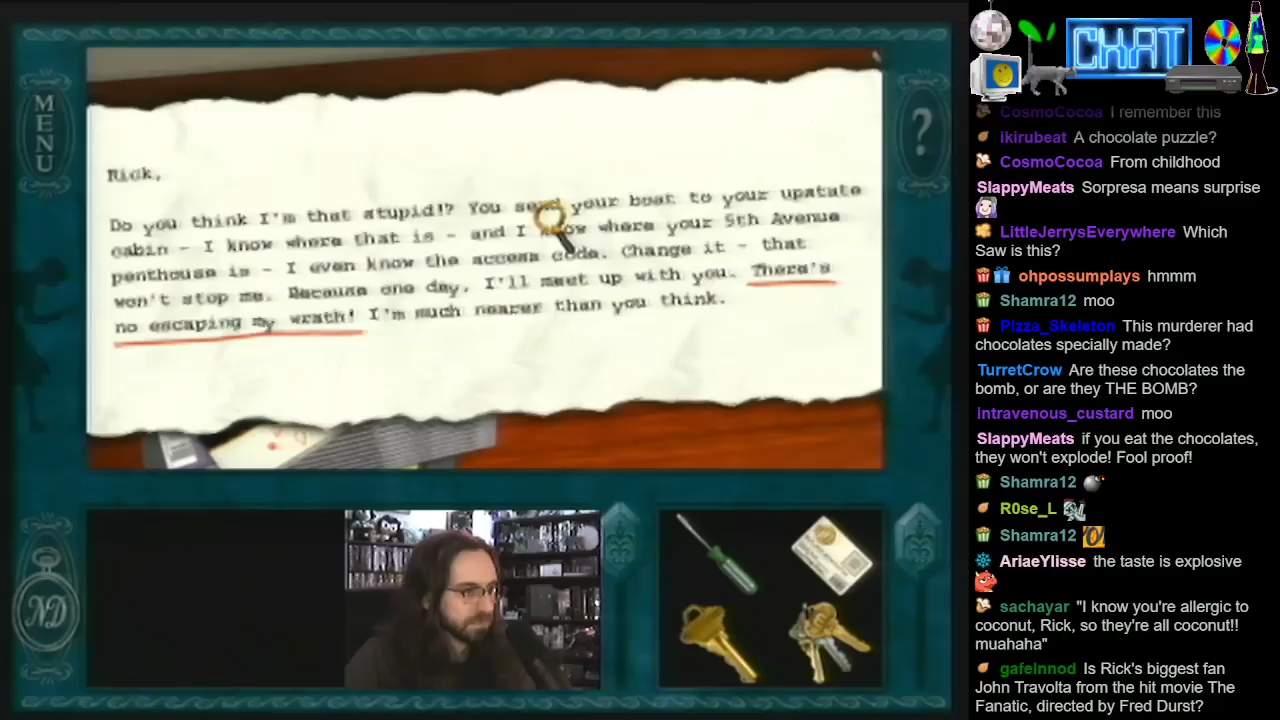 MENU
?
Rick,
Do you think I'm that stupid!? You send your boat to your upstate
cabin - I know where that is - and I know where your 5th Avenue
penthouse is - I even know the access code. Change it - that
won't stop me. Because one day, I'll meet up with you. There's
no escaping my wrath! I'm much nearer than you think.
ND
CHAT
CosmoCocoa I remember this
ikirubeat A chocolate puzzle?
CosmoCocoa From childhood
SlappyMeats Sorpresa means surprise
LittleJerrysEverywhere Which
Saw is this?
ohpossumplays hmmm
Shamra12 moo
Pizza_Skeleton This murderer had
chocolates specially made?
TurretCrow Are these chocolates the
bomb, or are they THE BOMB?
intravenous_custard moo
SlappyMeats if you eat the chocolates,
they won't explode! Fool proof!
Shamra12
R0se_L
Shamra12
AriaeYlisse the taste is explosive
sachayar "I know you're allergic to
coconut, Rick, so they're all coconut!!
muahaha"
gafeInnod Is Rick's biggest fan
John Travolta from the hit movie The
Fanatic, directed by Fred Durst?